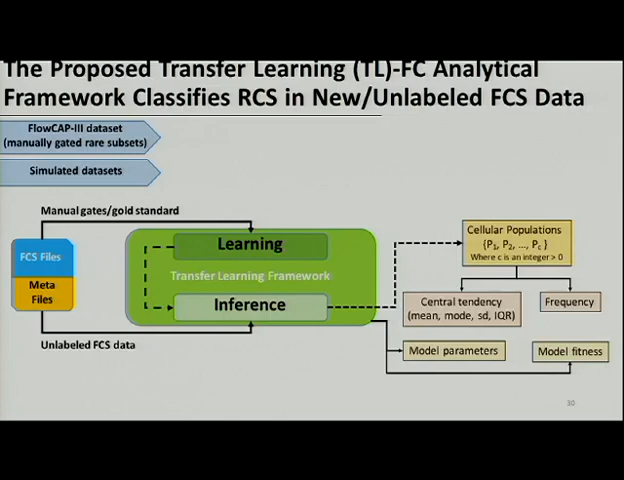 The Proposed Transfer Learning (TL)-FC Analytical
Framework Classifies RCS in New/Unlabeled FCS Data
FlowCAP-III dataset
(manually gated rare subsets)
Simulated datasets
Manual gates/gold standard
FCS Files
Meta
Files
Unlabeled FCS data
Learning
Transfer Learning Framework
Inference
Cellular Populations
{P1, P2, ..., Pc }
Where c is an integer > 0
Central tendency
(mean, mode, sd, IQR)
Frequency
Model parameters
Model fitness
30